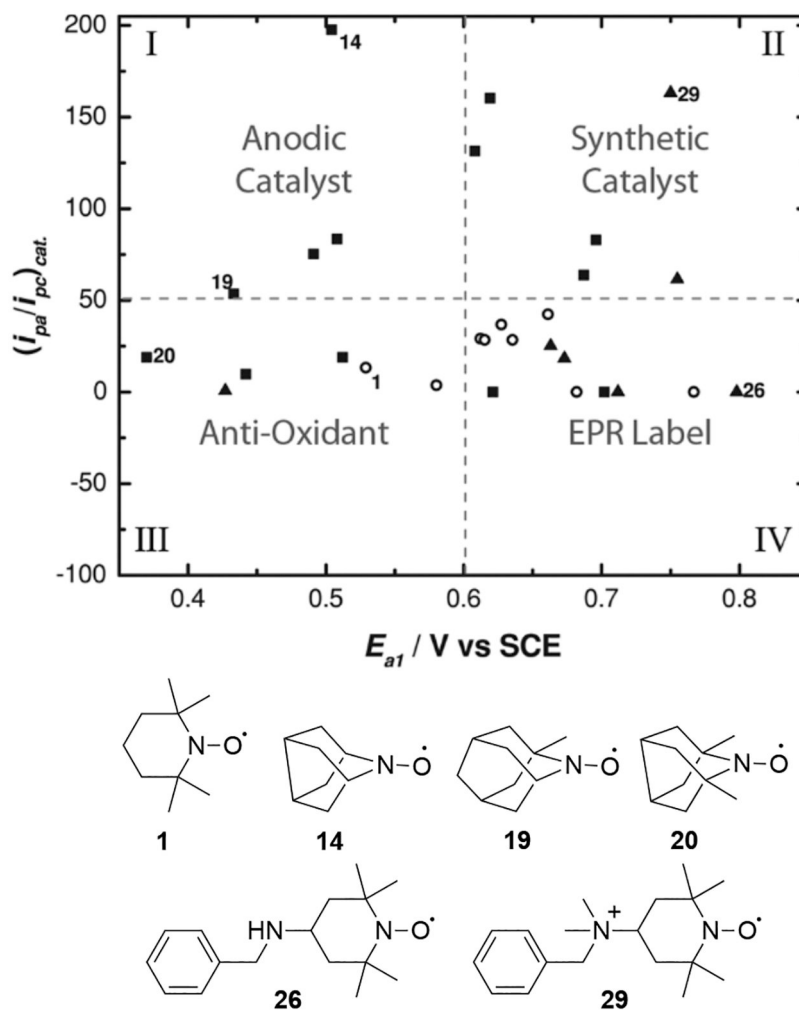 I
II
14
29
Anodic
Catalyst
Synthetic
Catalyst
19
20
1
26
Anti-Oxidant
EPR Label
III
IV
200
150
100
50
0
-50
-100
(ipa/ipc)cat.
0.4 0.5 0.6 0.7 0.8
Ea1 / V vs SCE
N–O·
N–O·
N–O·
N–O·
1 14 19 20
HN N–O·
N+ N–O·
26 29